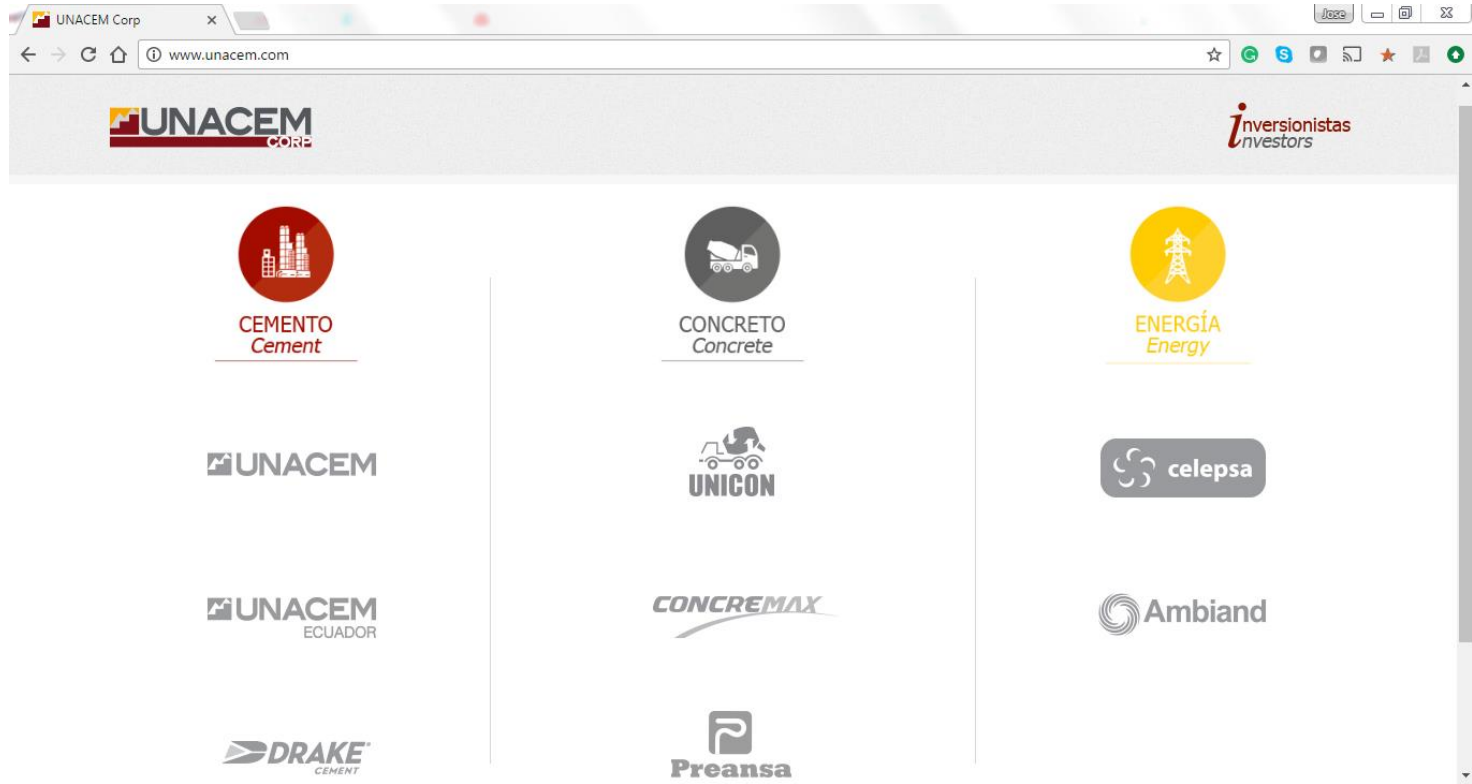 UNACEM Corp
Jose
www.unacem.com
UNACEM
CORP
inversionistas
investors
CEMENTO
Cement
CONCRETO
Concrete
ENERGÍA
Energy
UNACEM
UNICON
celepsa
UNACEM
ECUADOR
CONCREMAX
Ambiand
DRAKE
CEMENT
Preansa